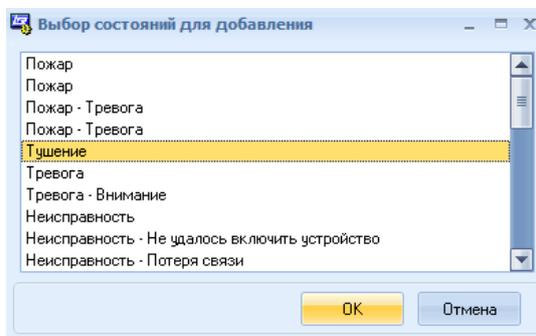 Выбор состояний для добавления
Пожар
Пожар
Пожар - Тревога
Пожар - Тревога
Тушение
Тревога
Тревога - Внимание
Неисправность
Неисправность - Не удалось включить устройство
Неисправность - Потеря связи
OK Отмена